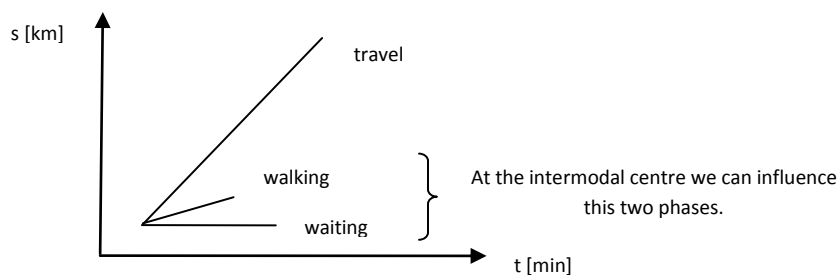 s [km]
travel
walking
At the intermodal centre we can influence
this two phases.
waiting
t [min]